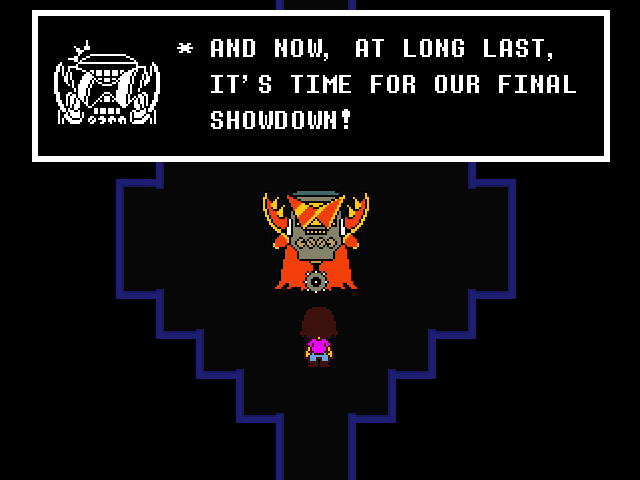 * AND NOW, AT LONG LAST,
IT'S TIME FOR OUR FINAL
SHOWDOWN!